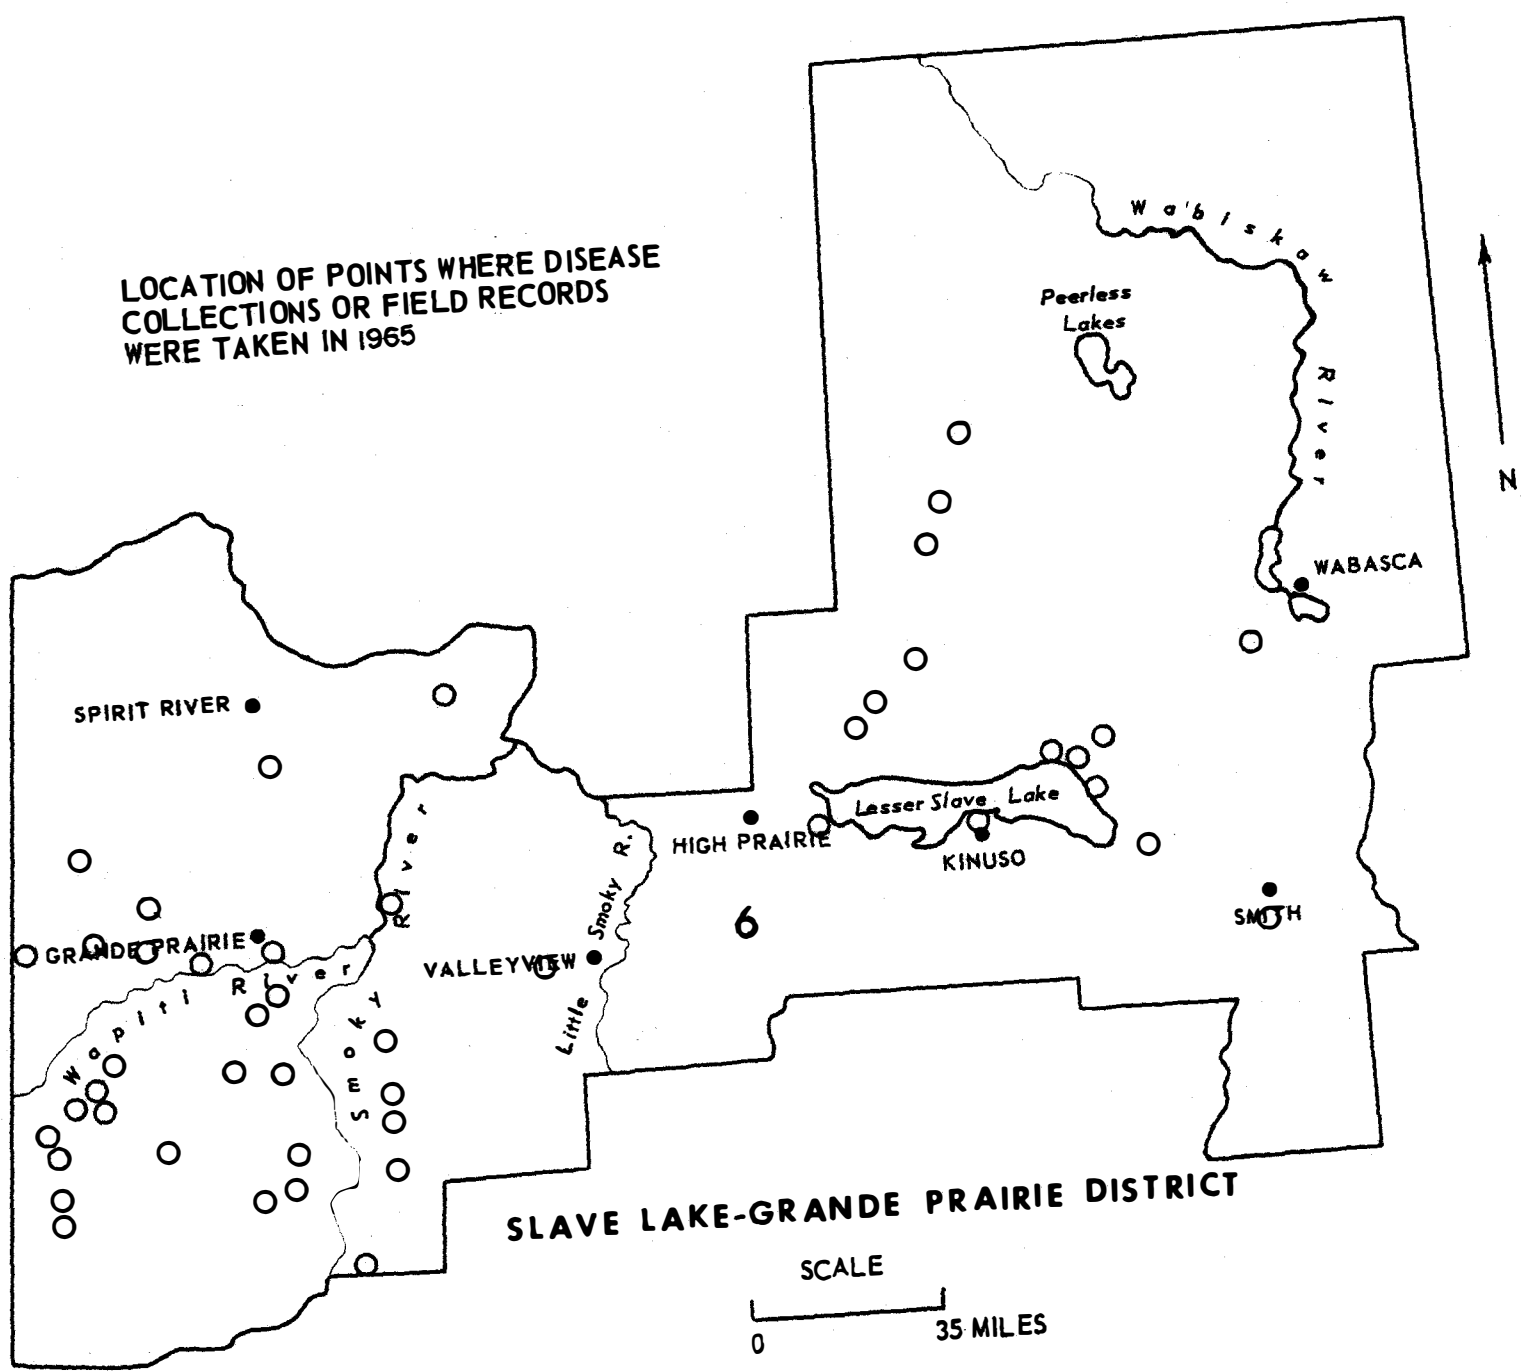 LOCATION OF POINTS WHERE DISEASE
COLLECTIONS OR FIELD RECORDS
WERE TAKEN IN 1965
Wabiskaw River
Peerless
Lakes
N
WABASCA
SPIRIT RIVER
Lesser Slave Lake
HIGH PRAIRIE
KINUSO
SMITH
6
GRANDE PRAIRIE
VALLEYVIEW
Little Smoky R.
Wapiti River
Smoky River
SLAVE LAKE-GRANDE PRAIRIE DISTRICT
SCALE
0 35 MILES